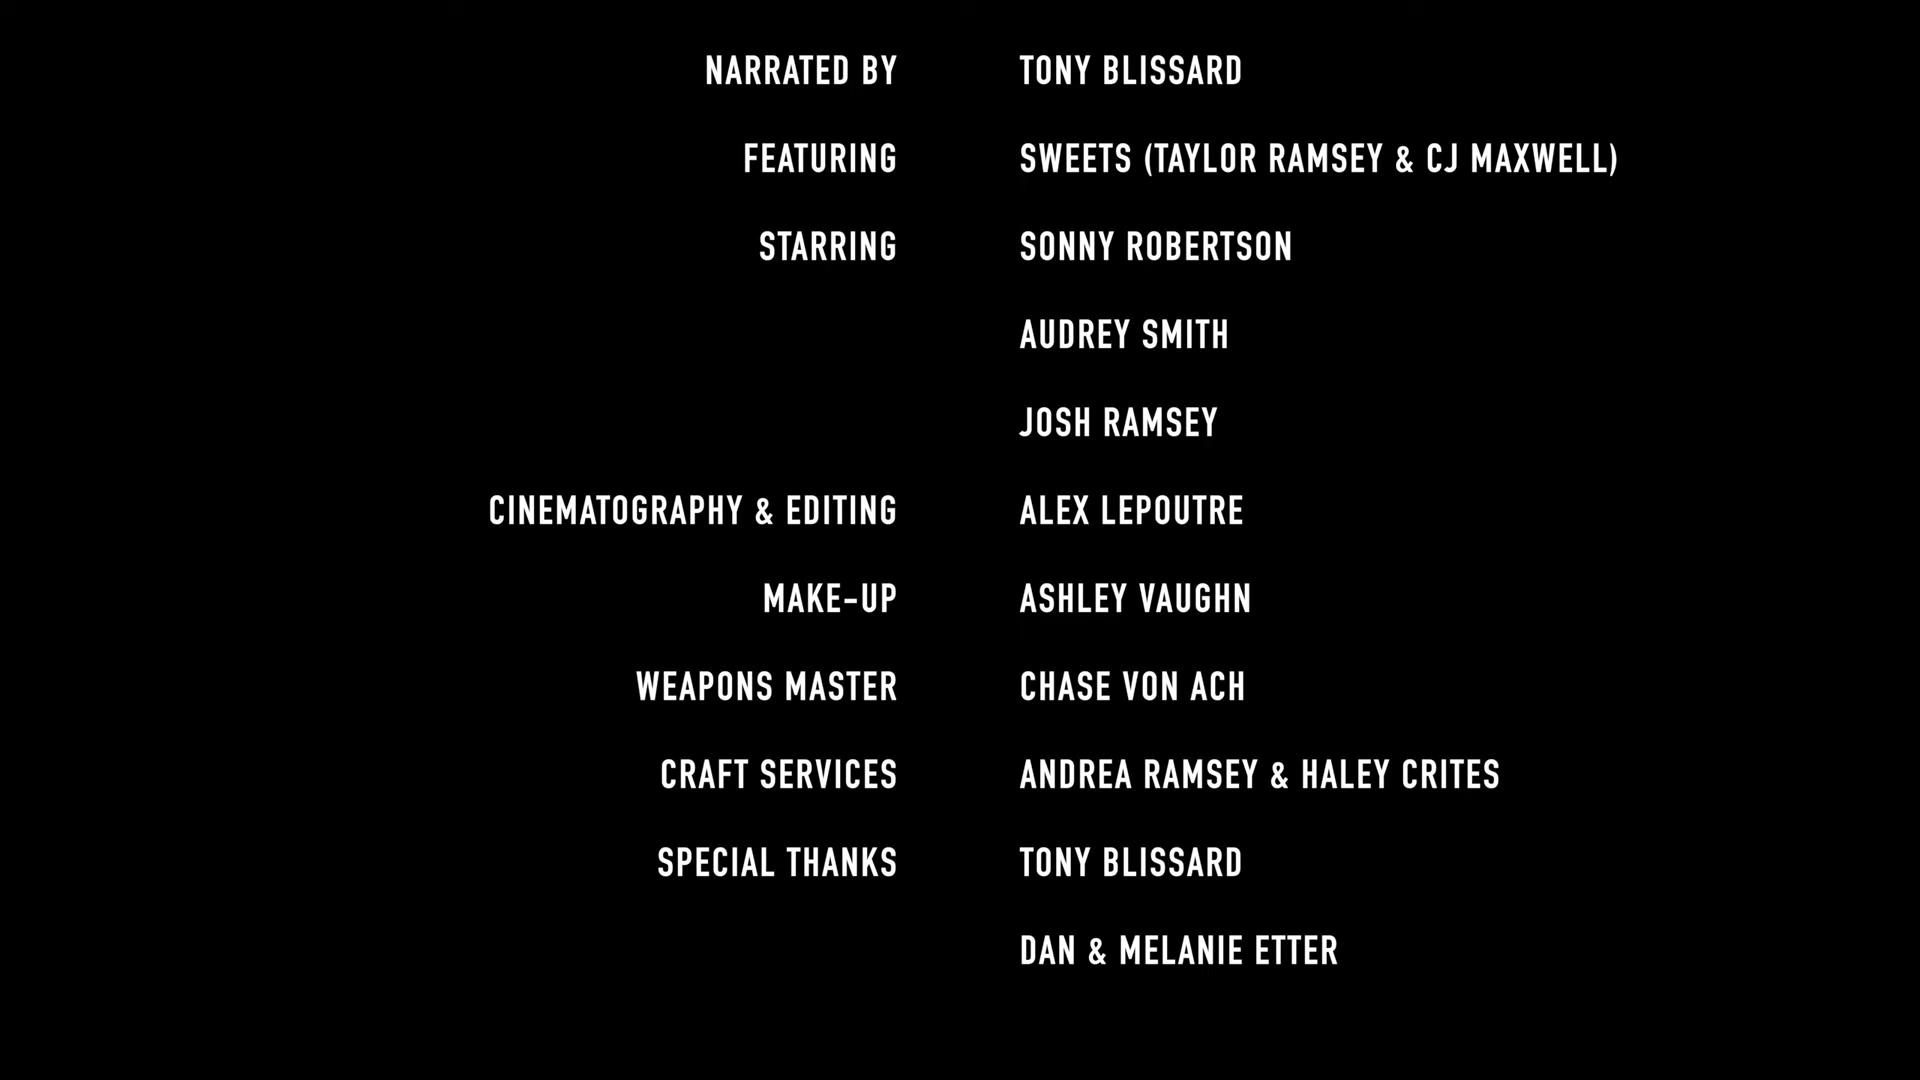 NARRATED BY TONY BLISSARD
FEATURING SWEETS (TAYLOR RAMSEY & CJ MAXWELL)
STARRING SONNY ROBERTSON
AUDREY SMITH
JOSH RAMSEY
CINEMATOGRAPHY & EDITING ALEX LEPOUTRE
MAKE-UP ASHLEY VAUGHN
WEAPONS MASTER CHASE VON ACH
CRAFT SERVICES ANDREA RAMSEY & HALEY CRITES
SPECIAL THANKS TONY BLISSARD
DAN & MELANIE ETTER